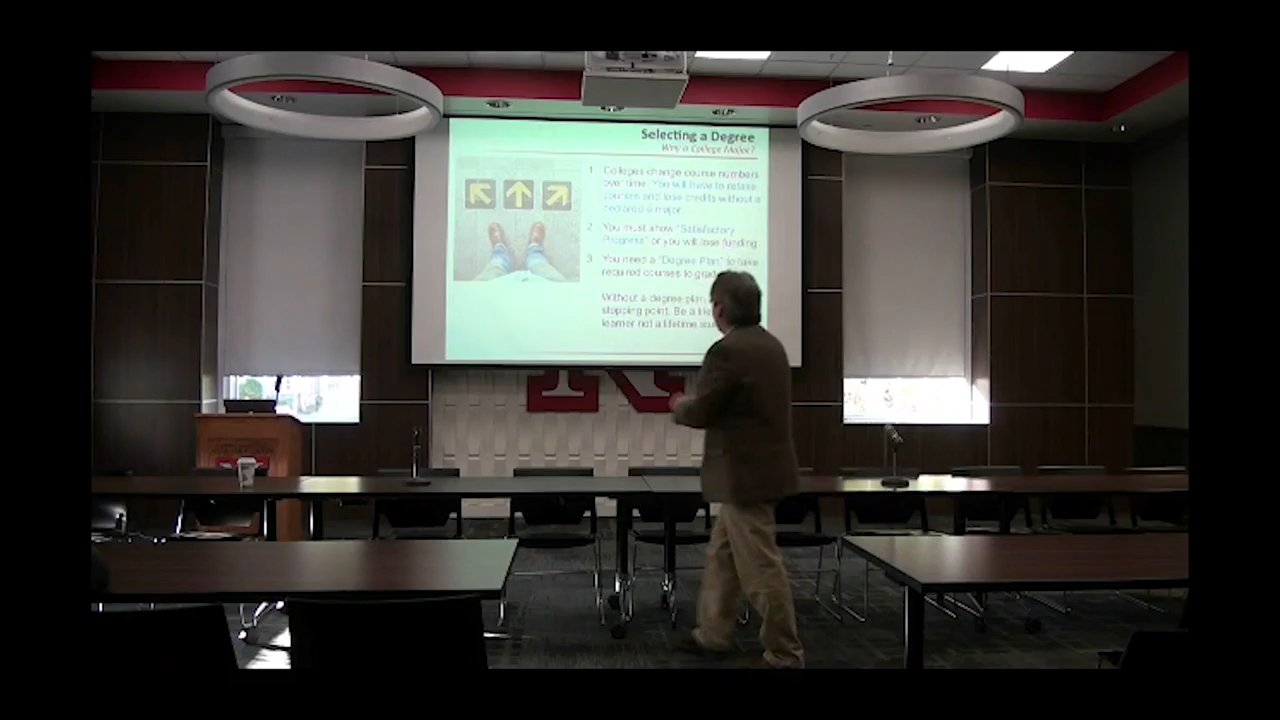 Selecting a Degree
Why a College Major?
1 Colleges change course numbers
over time. You will have to retake
courses and lose credits without a
declared a major.
2 You must show "Satisfactory
Progress" or you will lose funding
3 You need a "Degree Plan" to take
required courses to
Without a degree plan,
stopping point. Be a
learner not a lifetime